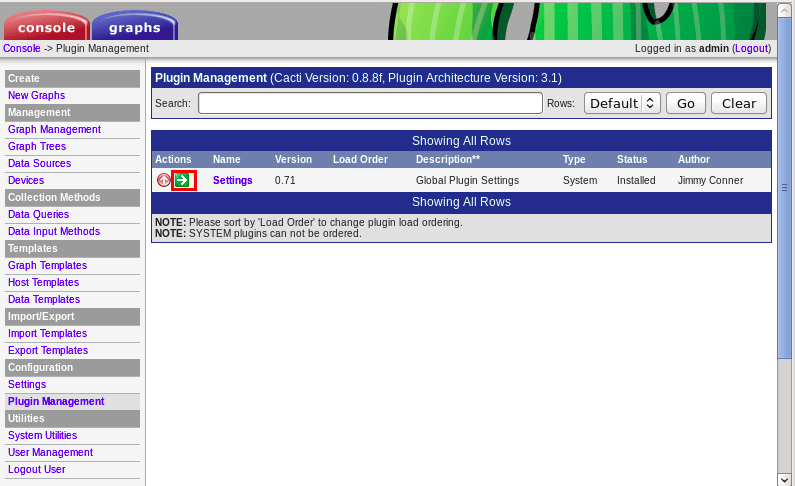 console graphs
Console -> Plugin Management
Logged in as admin (Logout)
Create
New Graphs
Management
Graph Management
Graph Trees
Data Sources
Devices
Collection Methods
Data Queries
Data Input Methods
Templates
Graph Templates
Host Templates
Data Templates
Import/Export
Import Templates
Export Templates
Configuration
Settings
Plugin Management
Utilities
System Utilities
User Management
Logout User
Plugin Management (Cacti Version: 0.8.8f, Plugin Architecture Version: 3.1)
Search: Rows: Default Go Clear
Showing All Rows
Actions Name Version Load Order Description** Type Status Author
Settings 0.71 Global Plugin Settings System Installed Jimmy Conner
Showing All Rows
NOTE: Please sort by 'Load Order' to change plugin load ordering.
NOTE: SYSTEM plugins can not be ordered.